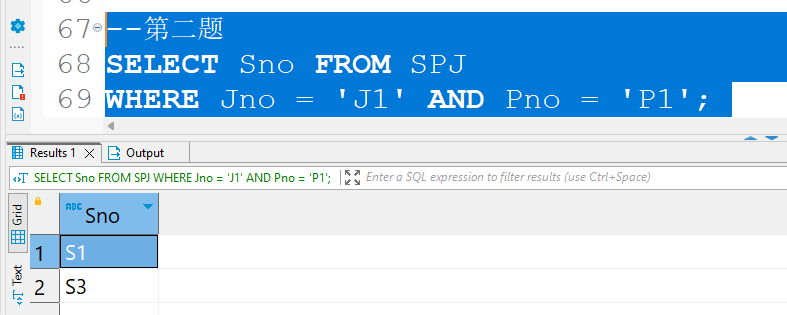 67 --第二题
68 SELECT Sno FROM SPJ
69 WHERE Jno = 'J1' AND Pno = 'P1';
Results 1 Output
SELECT Sno FROM SPJ WHERE Jno = 'J1' AND Pno = 'P1'; Enter a SQL expression to filter results (use Ctrl+Space)
Grid
Text
ABC Sno
1 S1
2 S3